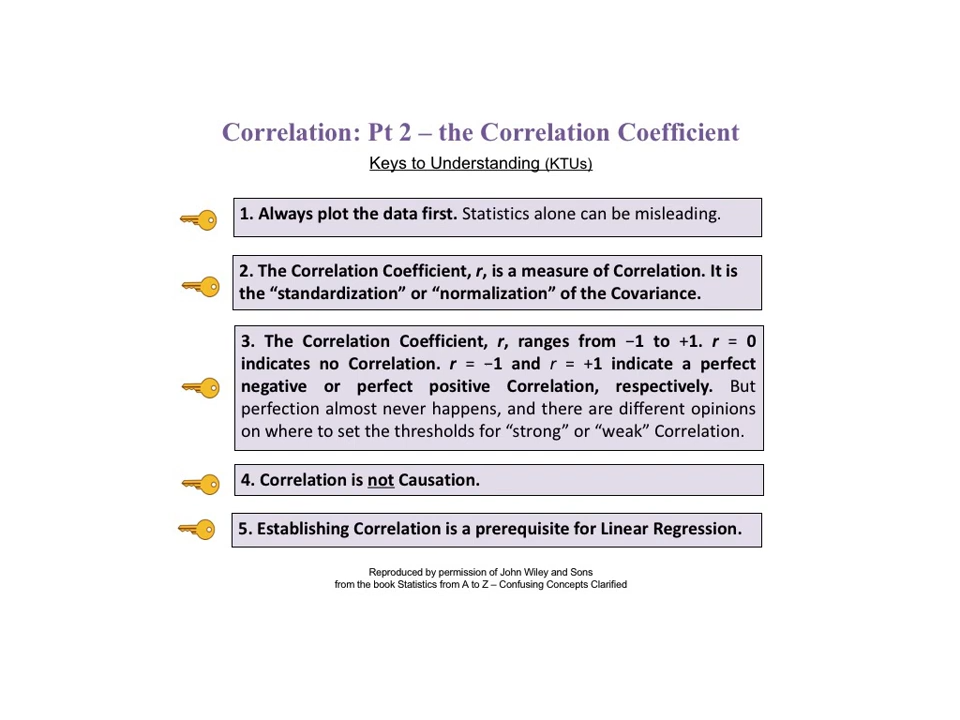 Correlation: Pt 2 – the Correlation Coefficient
Keys to Understanding (KTUs)
1. Always plot the data first. Statistics alone can be misleading.
2. The Correlation Coefficient, r, is a measure of Correlation. It is
the “standardization” or “normalization” of the Covariance.
3. The Correlation Coefficient, r, ranges from −1 to +1. r = 0
indicates no Correlation. r = −1 and r = +1 indicate a perfect
negative or perfect positive Correlation, respectively. But
perfection almost never happens, and there are different opinions
on where to set the thresholds for “strong” or “weak” Correlation.
4. Correlation is not Causation.
5. Establishing Correlation is a prerequisite for Linear Regression.
Reproduced by permission of John Wiley and Sons
from the book Statistics from A to Z – Confusing Concepts Clarified